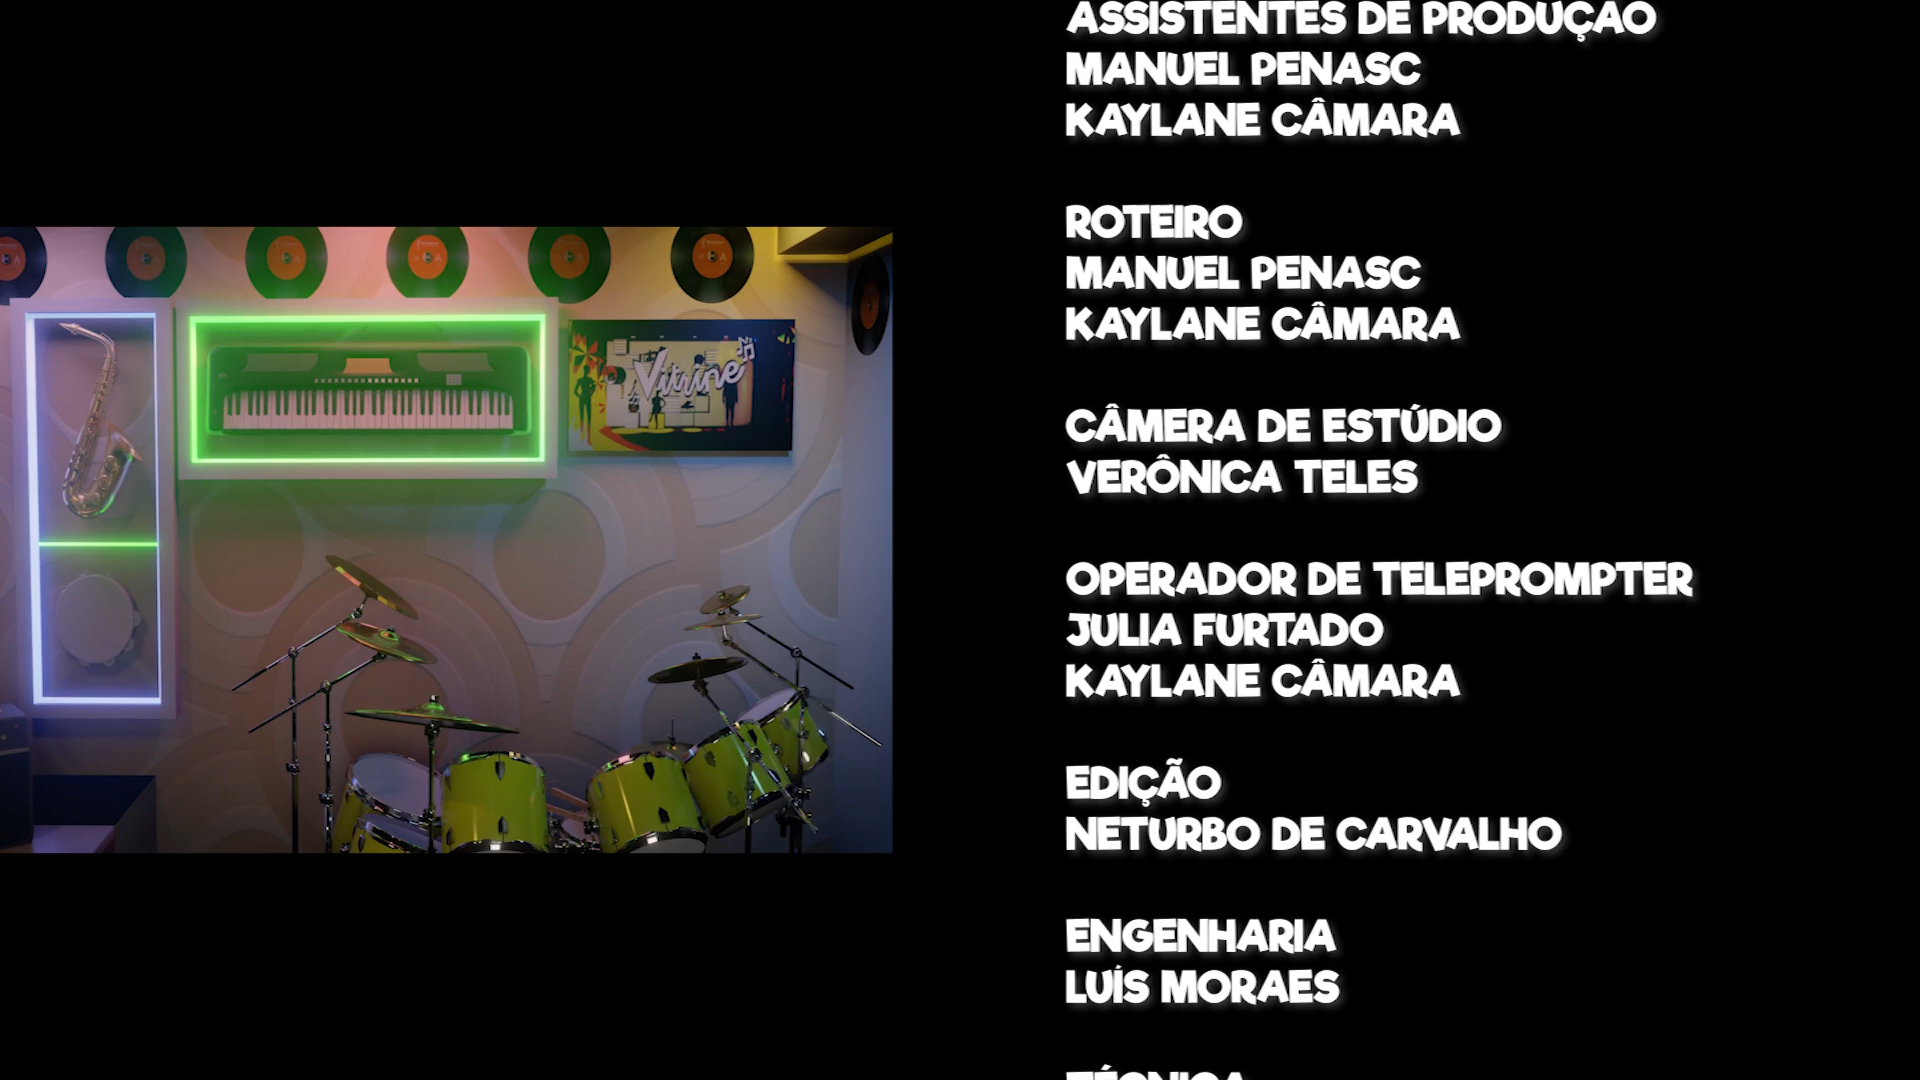 ASSISTENTES DE PRODUÇÃO
MANUEL PENASC
KAYLANE CÂMARA
ROTEIRO
MANUEL PENASC
KAYLANE CÂMARA
CÂMERA DE ESTÚDIO
VERÔNICA TELES
OPERADOR DE TELEPROMPTER
JULIA FURTADO
KAYLANE CÂMARA
EDIÇÃO
NETURBO DE CARVALHO
ENGENHARIA
LUÍS MORAES
TÉCNICA
Vitrine